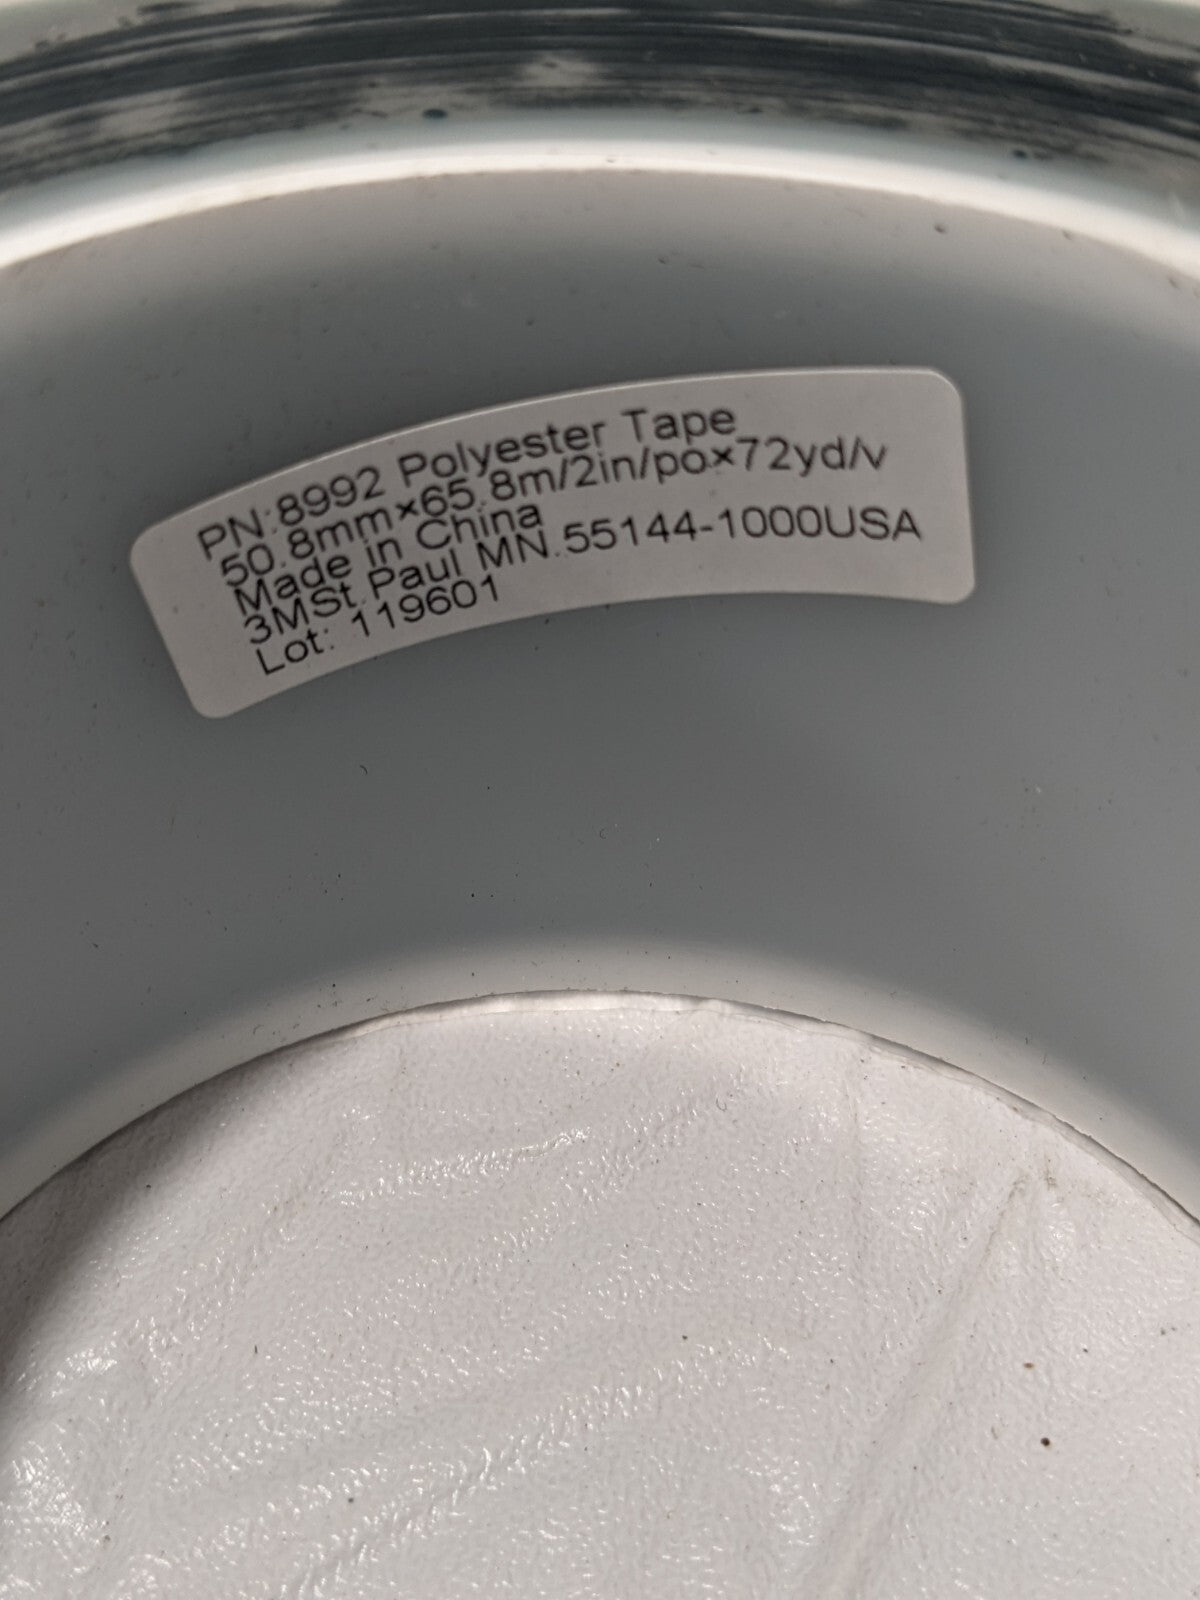 PN:8992 Polyester Tape
50.8mm×65.8m/2in/po×72yd/v
Made in China
3MSt.Paul MN.55144-1000USA
Lot: 119601